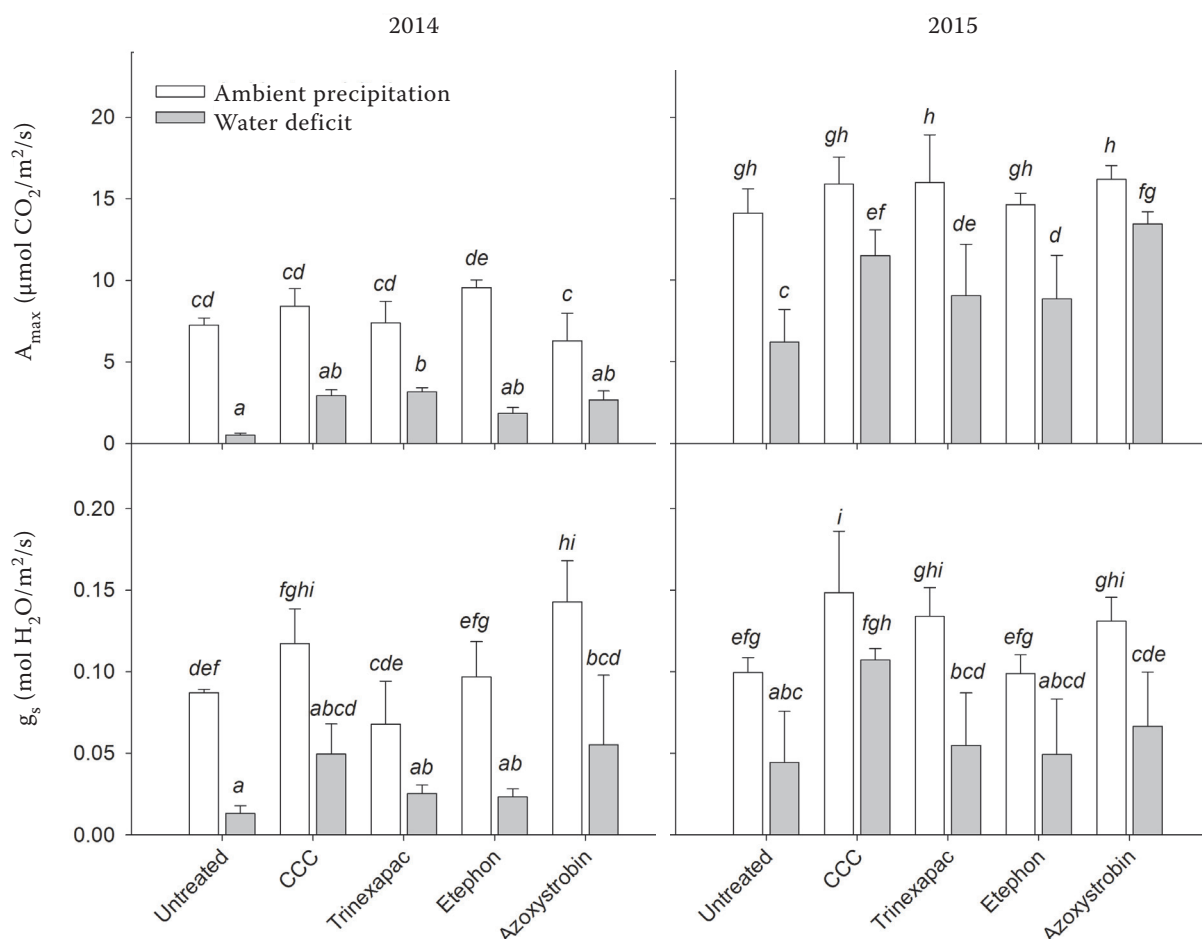 2014
2015
Ambient precipitation
Water deficit
A_max (µmol CO₂/m²/s)
20
15
10
5
0
cd
a
cd
ab
cd
b
de
ab
c
ab
gh
c
gh
ef
h
de
gh
d
h
fg
g_s (mol H₂O/m²/s)
0.20
0.15
0.10
0.05
0.00
def
a
fghi
abcd
cde
ab
efg
ab
hi
bcd
efg
abc
i
fgh
ghi
bcd
efg
abcd
ghi
cde
Untreated
CCC
Trinexapac
Etephon
Azoxystrobin
Untreated
CCC
Trinexapac
Etephon
Azoxystrobin